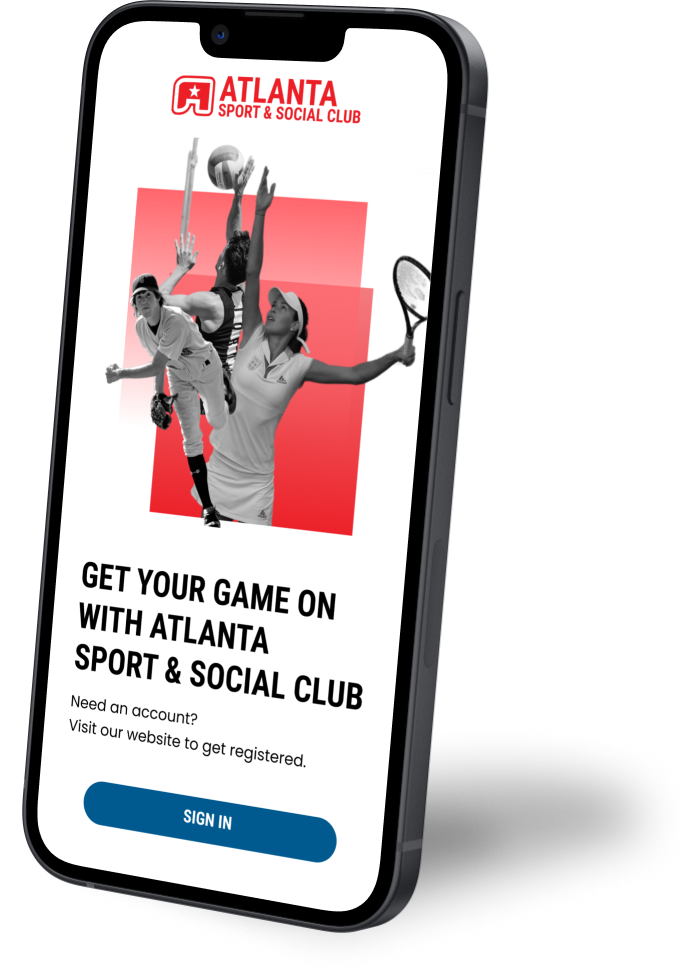 ATLANTA
SPORT & SOCIAL CLUB
GET YOUR GAME ON
WITH ATLANTA
SPORT & SOCIAL CLUB
Need an account?
Visit our website to get registered.
SIGN IN